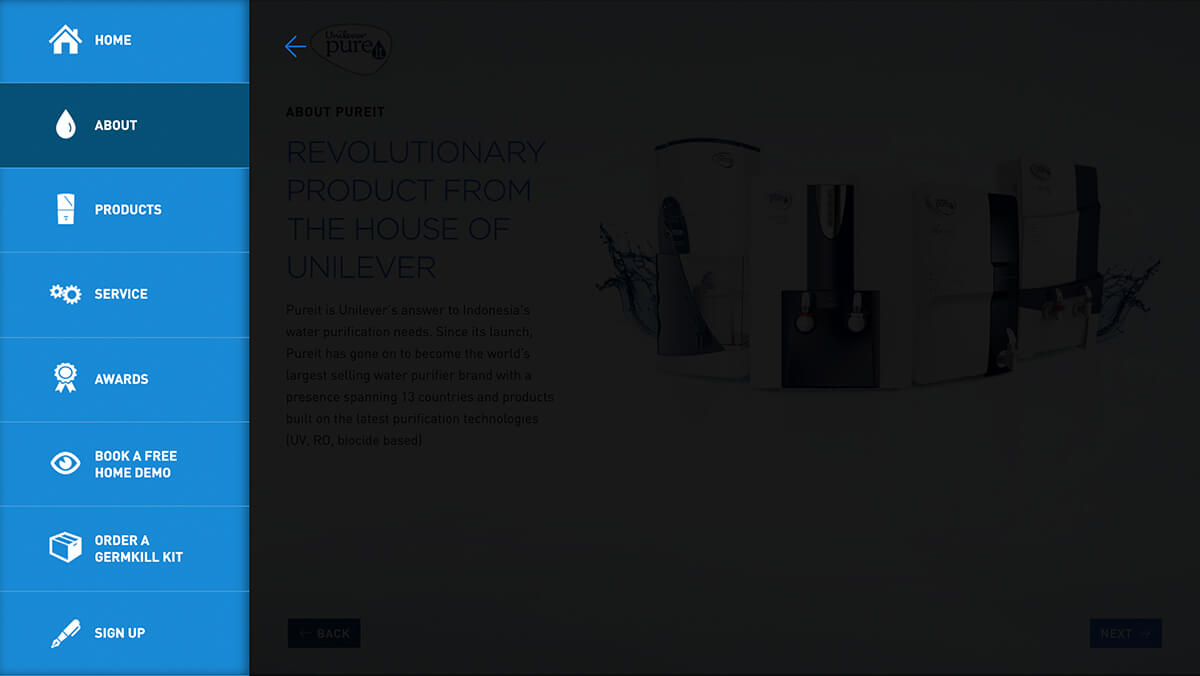 HOME
ABOUT
PRODUCTS
SERVICE
AWARDS
BOOK A FREE
HOME DEMO
ORDER A
GERMKILL KIT
SIGN UP
Unilever
pureit
ABOUT PUREIT
REVOLUTIONARY
PRODUCT FROM
THE HOUSE OF
UNILEVER
Pureit is Unilever's answer to Indonesia's
water purification needs. Since its launch,
Pureit has gone on to become the world's
largest selling water purifier brand with a
presence spanning 13 countries and products
built on the latest purification technologies
(UV, RO, biocide based)
← BACK
NEXT →